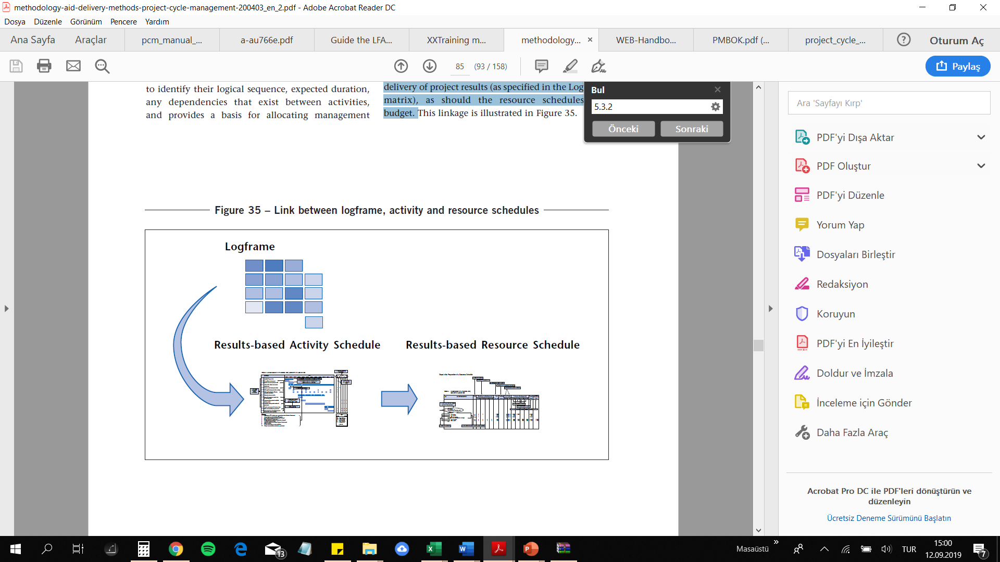 methodology-aid-delivery-methods-project-cycle-management-200403_en_2.pdf - Adobe Acrobat Reader DC
Dosya Düzenle Görünüm Pencere Yardım
Ana Sayfa Araçlar pcm_manual_... a-au766e.pdf Guide the LFA... XXTraining m... methodology... × WEB-Handbo... PMBOK.pdf (... project_cycle_... ? Oturum Aç
85 (93 / 158) Paylaş
to identify their logical sequence, expected duration,
any dependencies that exist between activities,
and provides a basis for allocating management
delivery of project results (as specified in the Log
matrix), as should the resource schedules
budget. This linkage is illustrated in Figure 35.
Bul
5.3.2
Önceki Sonraki
Figure 35 – Link between logframe, activity and resource schedules
Logframe
Results-based Activity Schedule Results-based Resource Schedule
Ara 'Sayfayı Kırp'
PDF'yi Dışa Aktar
PDF Oluştur
PDF'yi Düzenle
Yorum Yap
Dosyaları Birleştir
Redaksiyon
Koruyun
PDF'yi En İyileştir
Doldur ve İmzala
İnceleme için Gönder
Daha Fazla Araç
Acrobat Pro DC ile PDF'leri dönüştürün ve
düzenleyin
Ücretsiz Deneme Sürümünü Başlatın
13 Masaüstü » TUR 15:00
12.09.2019 7